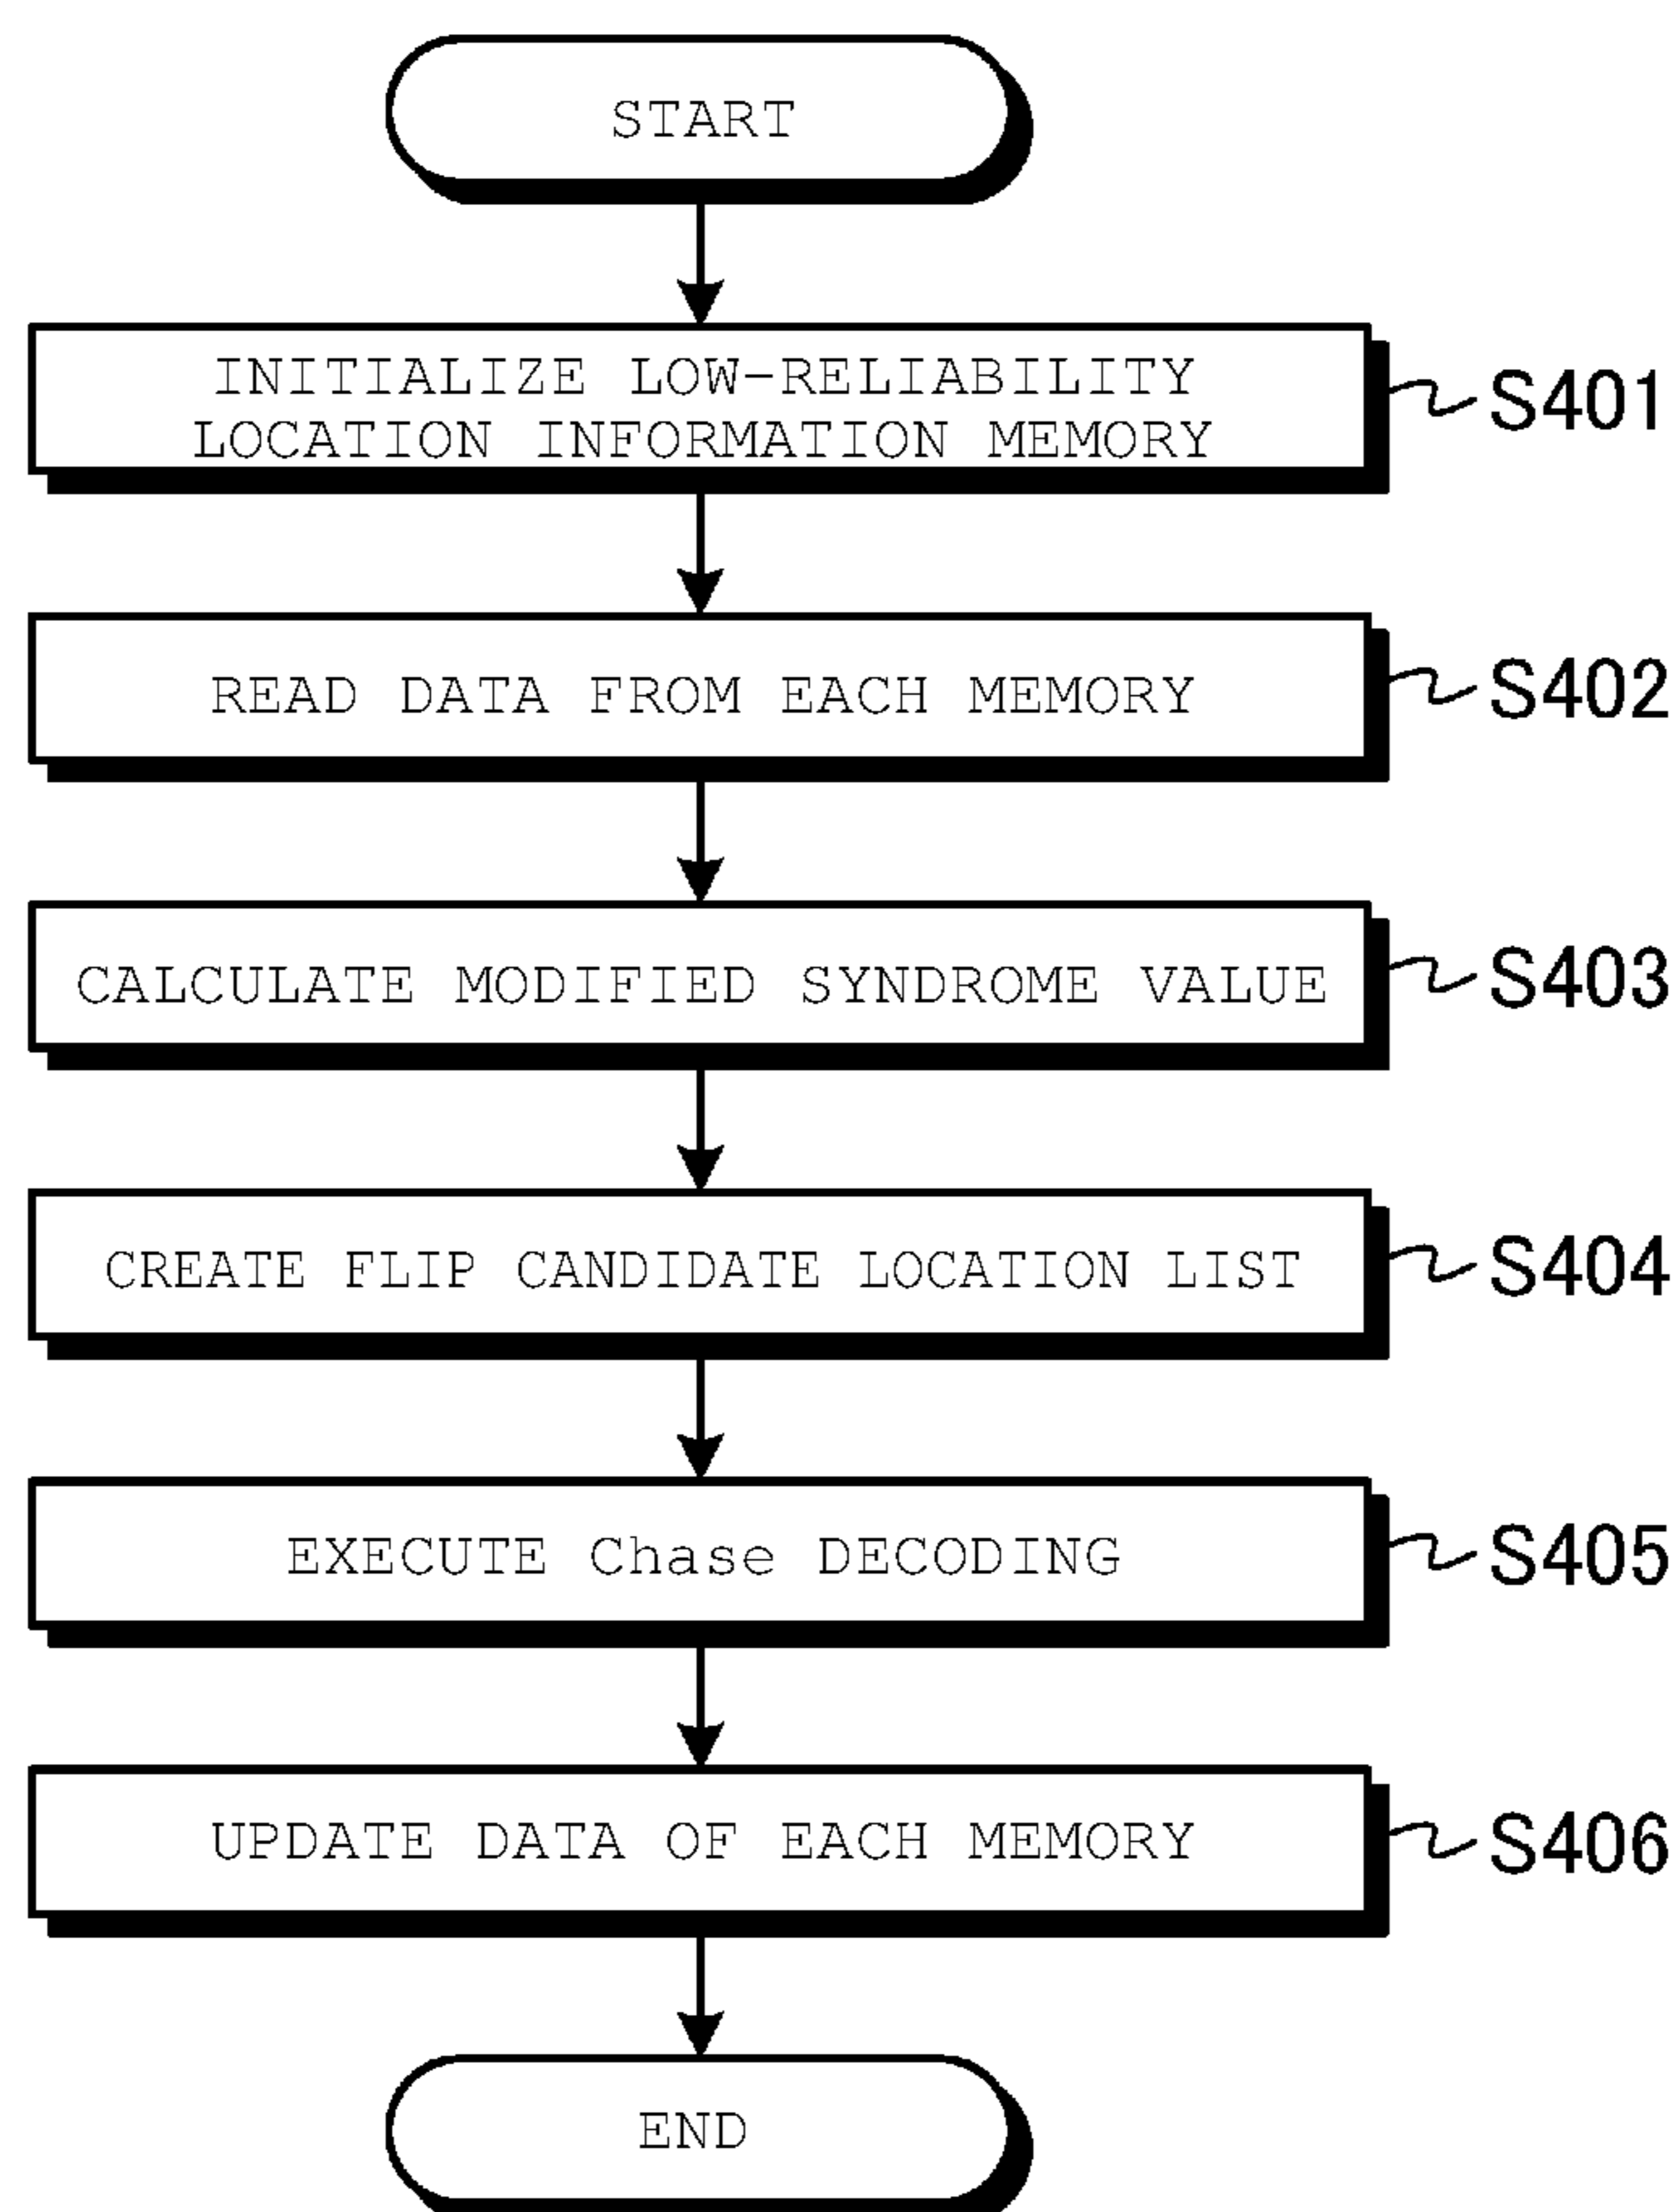 START
INITIALIZE LOW-RELIABILITY
LOCATION INFORMATION MEMORY
S401
READ DATA FROM EACH MEMORY
S402
CALCULATE MODIFIED SYNDROME VALUE
S403
CREATE FLIP CANDIDATE LOCATION LIST
S404
EXECUTE Chase DECODING
S405
UPDATE DATA OF EACH MEMORY
S406
END